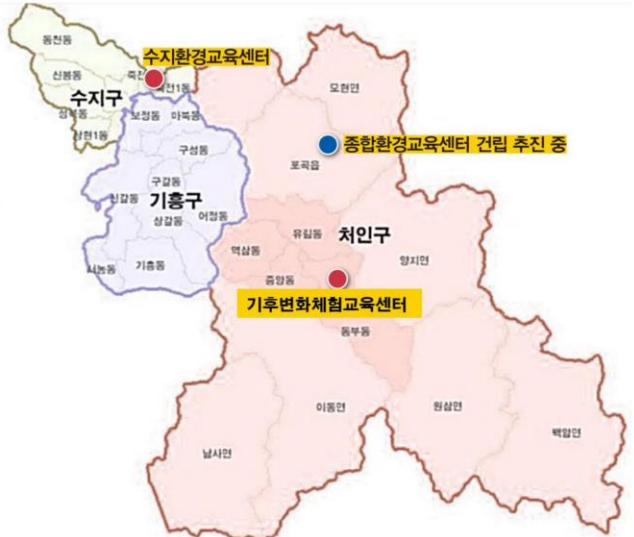 동천동
수지환경교육센터
신봉동
죽전
죽전1동
모현면
수지구
상현1동
보정동
마북동
종합환경교육센터 건립 추진 중
구성동
포곡읍
구갈동
신갈동
기흥구
상갈동
어정동
유림동
처인구
역삼동
양지면
서농동
기흥동
중앙동
기후변화체험교육센터
동부동
이동면
원삼면
백암면
남사면